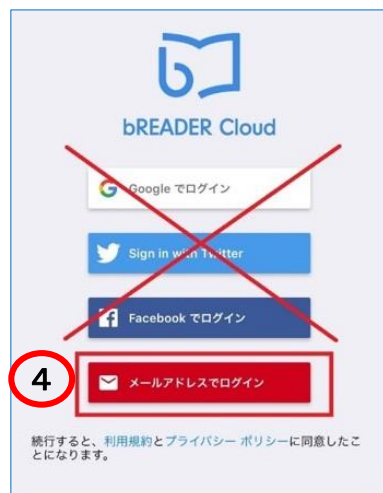 bREADER Cloud
Google でログイン
Sign in with Twitter
Facebook でログイン
4
メールアドレスでログイン
続行すると、利用規約とプライバシー ポリシーに同意したこ
とになります。